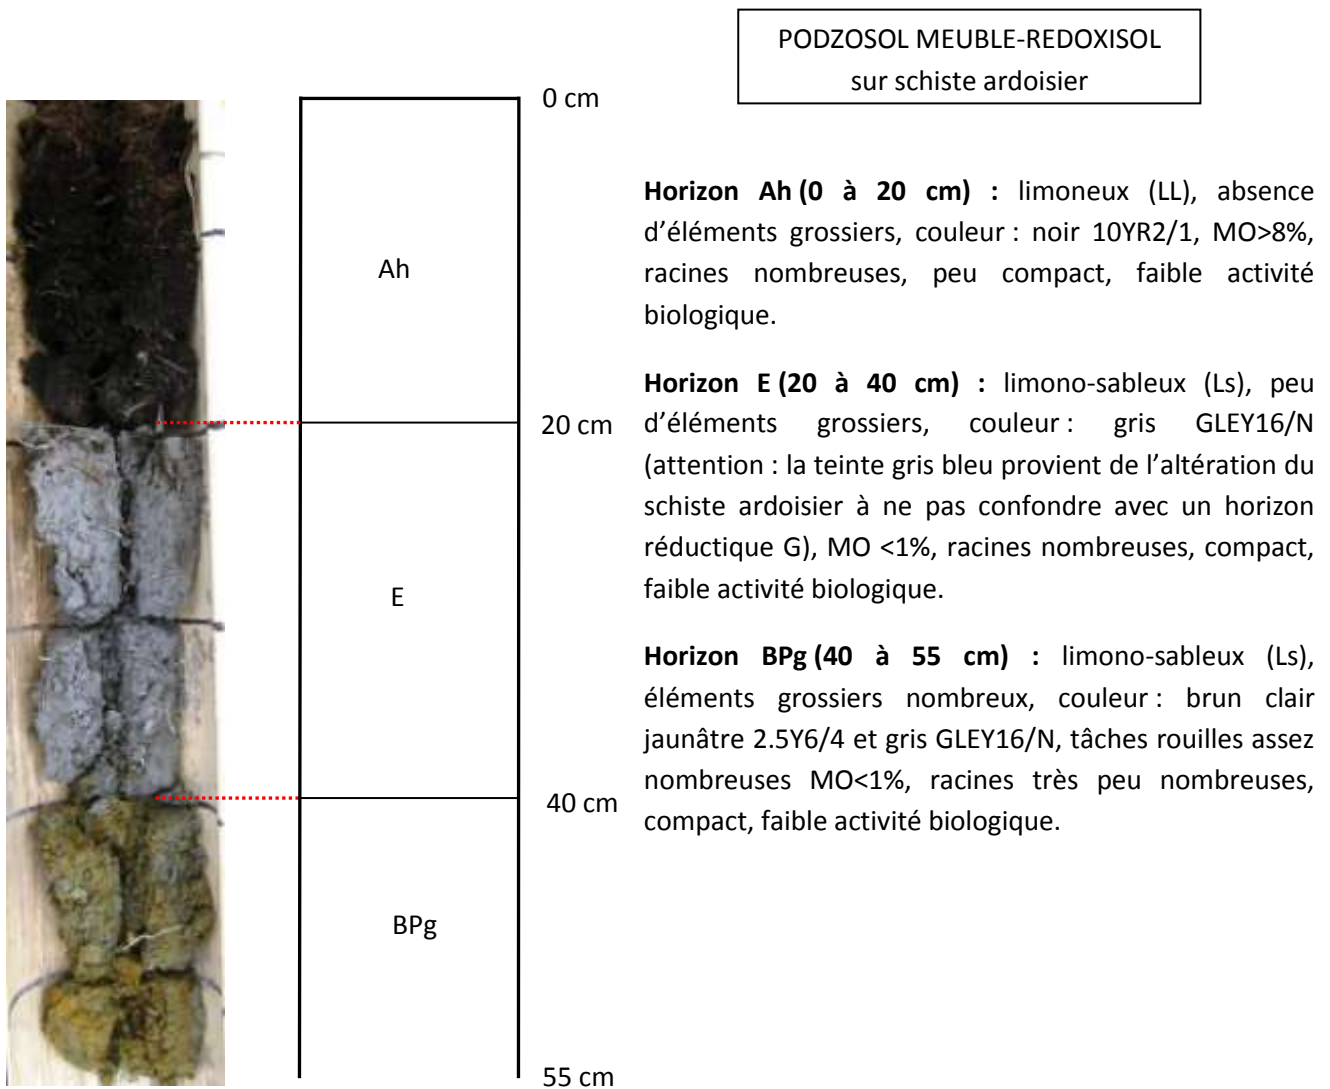 PODZOSOL MEUBLE-REDOXISOL
sur schiste ardoisier
0 cm
Ah
20 cm
E
40 cm
BPg
55 cm
Horizon Ah (0 à 20 cm) : limoneux (LL), absence
d’éléments grossiers, couleur : noir 10YR2/1, MO>8%,
racines nombreuses, peu compact, faible activité
biologique.
Horizon E (20 à 40 cm) : limono-sableux (Ls), peu
d’éléments grossiers, couleur : gris GLEY16/N
(attention : la teinte gris bleu provient de l’altération du
schiste ardoisier à ne pas confondre avec un horizon
réductique G), MO <1%, racines nombreuses, compact,
faible activité biologique.
Horizon BPg (40 à 55 cm) : limono-sableux (Ls),
éléments grossiers nombreux, couleur : brun clair
jaunâtre 2.5Y6/4 et gris GLEY16/N, tâches rouilles assez
nombreuses MO<1%, racines très peu nombreuses,
compact, faible activité biologique.